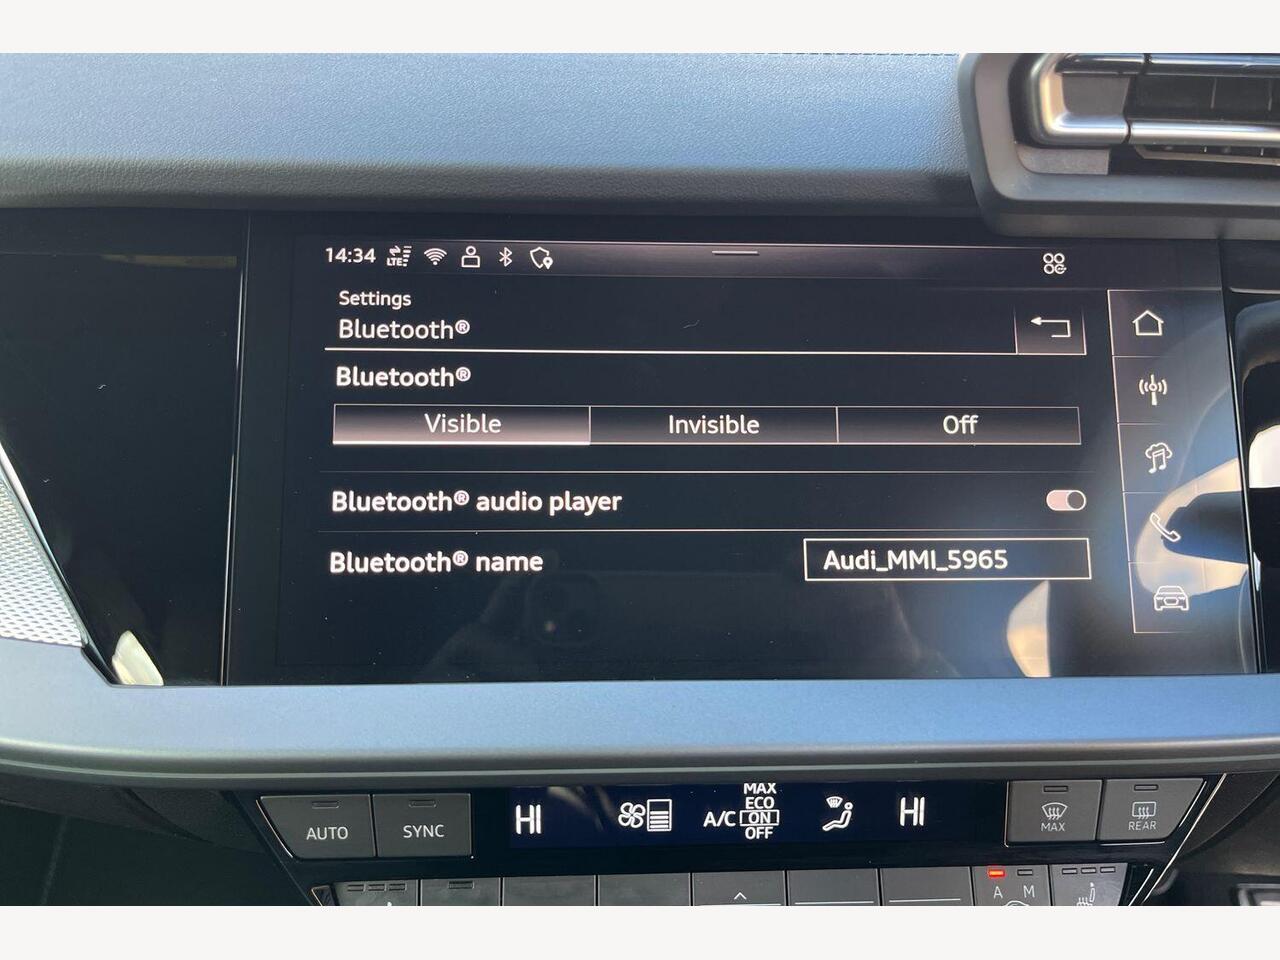 14:34 LTE
Settings
Bluetooth®
Bluetooth®
Visible Invisible Off
Bluetooth® audio player
Bluetooth® name Audi_MMI_5965
AUTO SYNC HI A/C MAX ECO ON OFF HI MAX REAR
A M